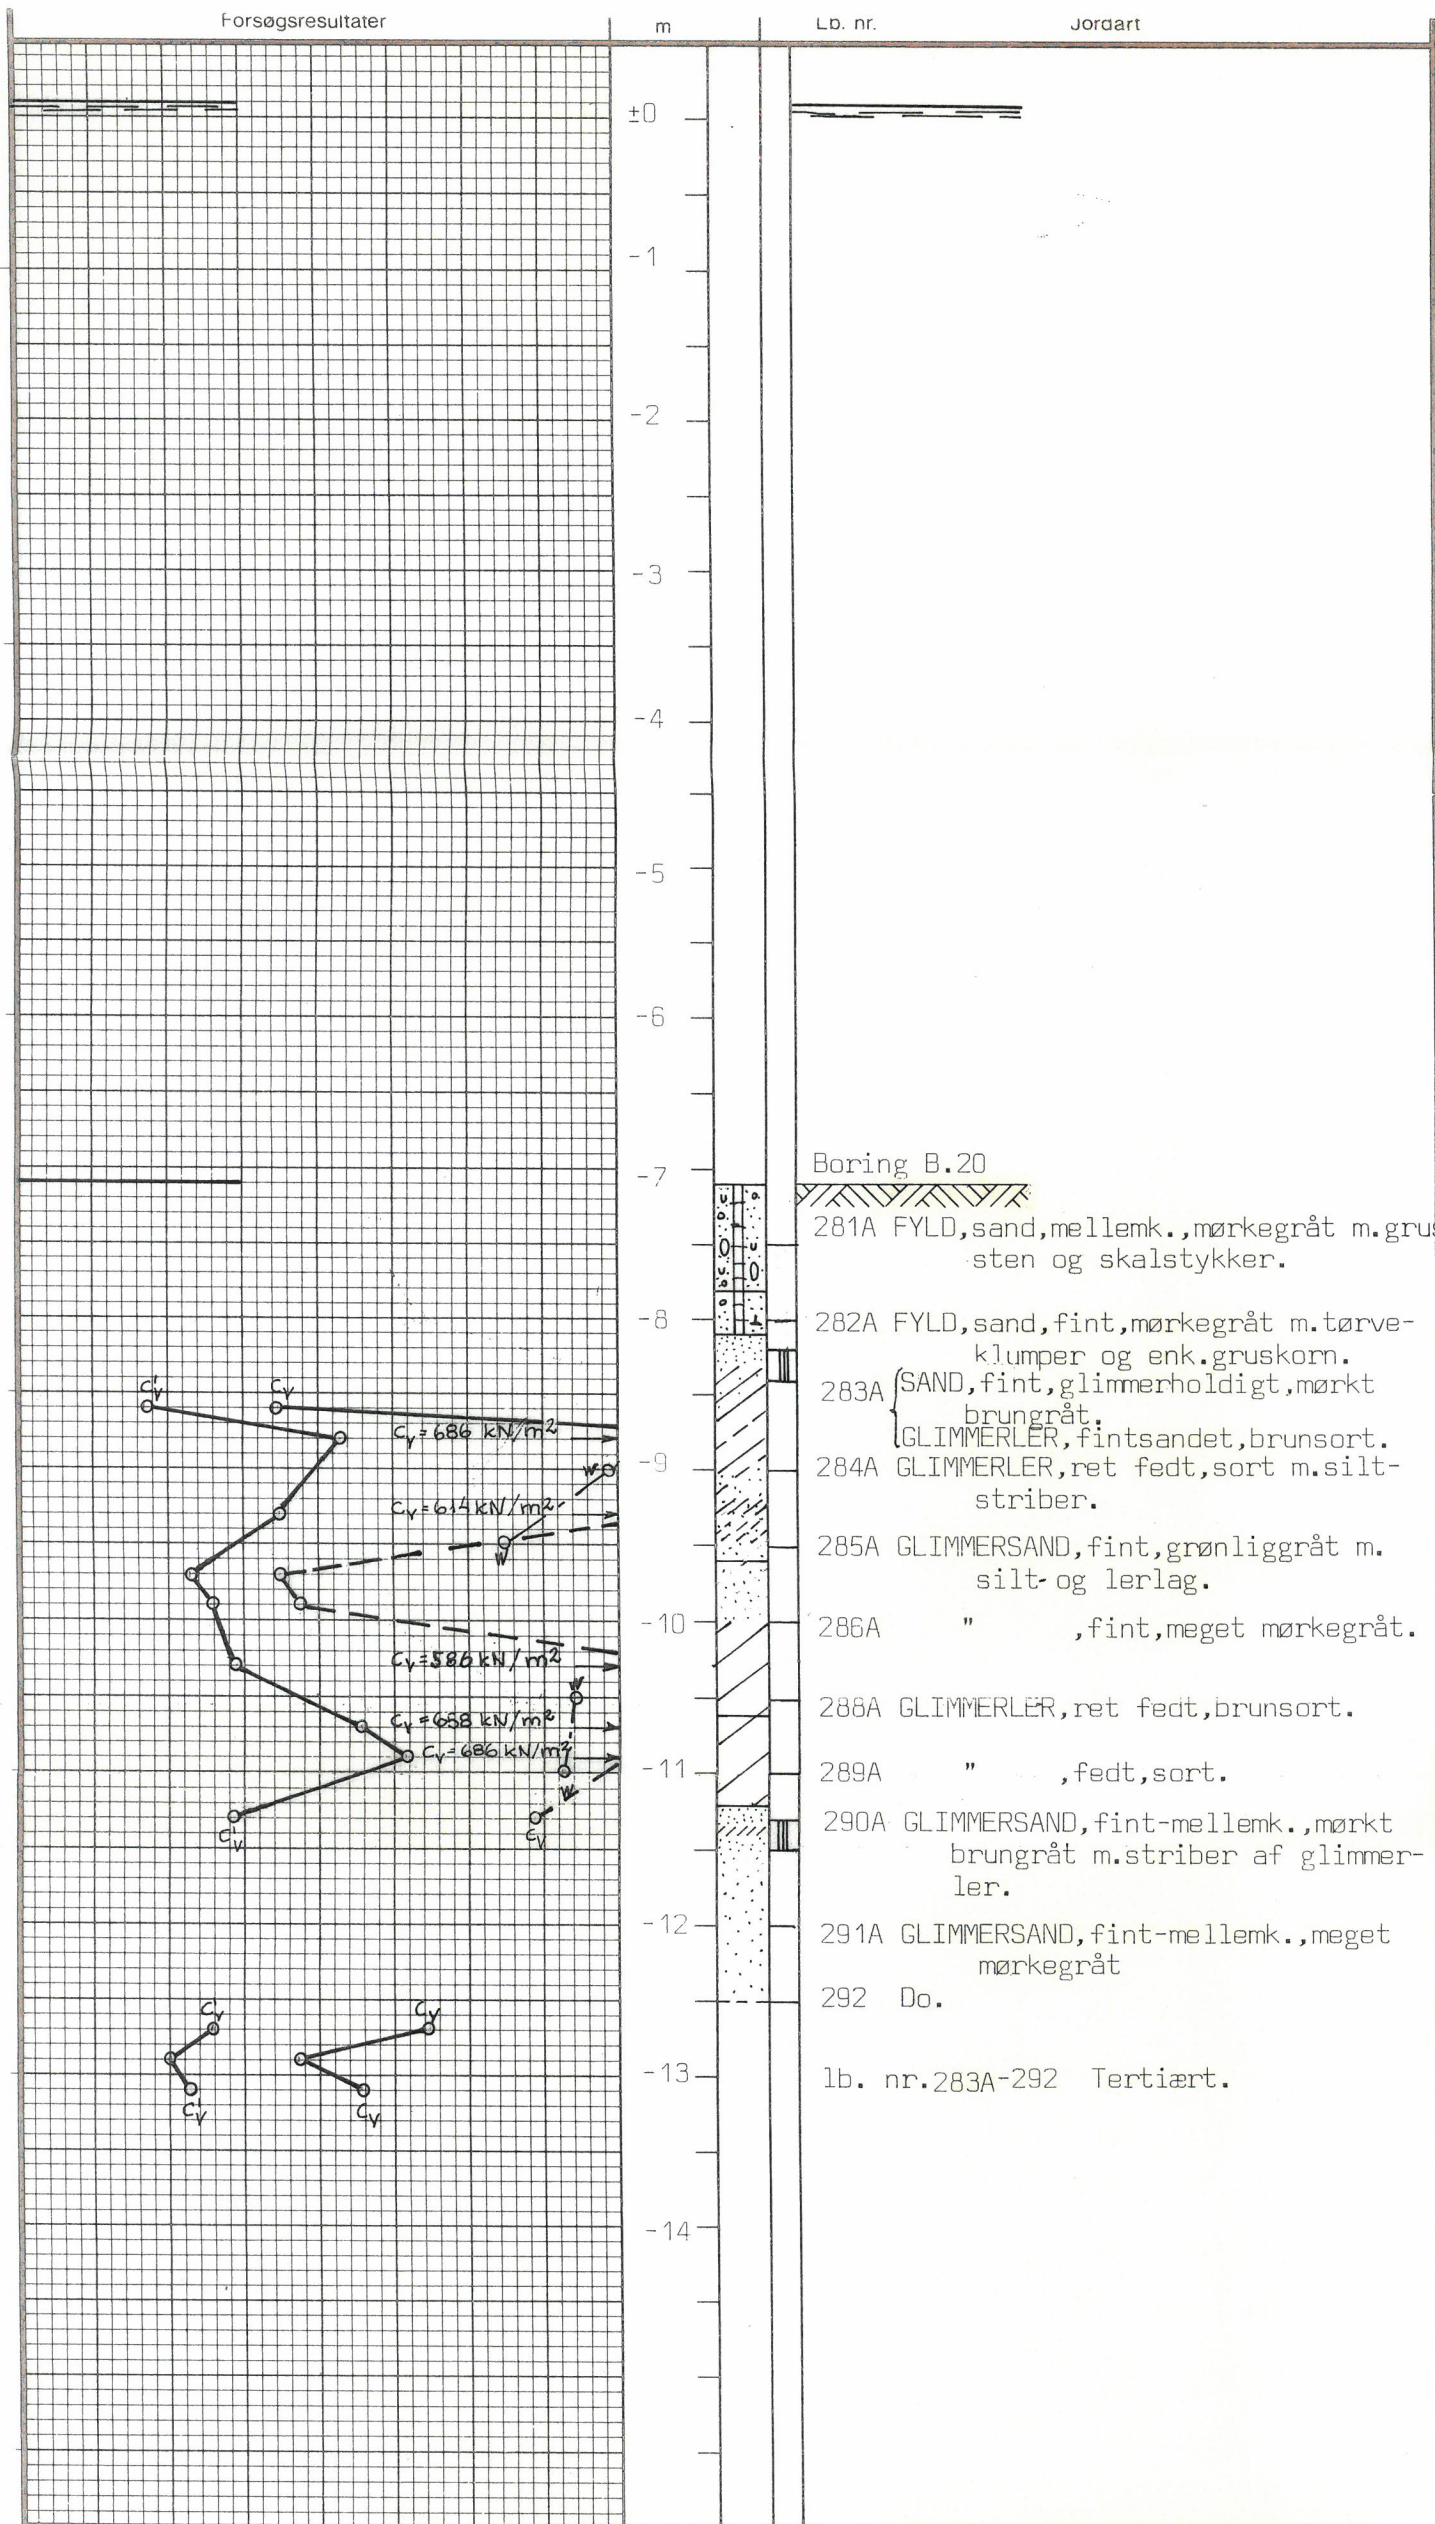 Forsøgsresultater m Lb. nr. Jordart
±0
-1
-2
-3
-4
-5
-6
-7
Boring B.20
281A FYLD,sand,mellemk.,mørkegråt m.grus
sten og skalstykker.
-8
282A FYLD,sand,fint,mørkegråt m.tørve-
klumper og enk.gruskorn.
283A SAND,fint,glimmerholdigt,mørkt
brungråt.
GLIMMERLER,fintsandet,brunsort.
c'v cv
cv=686 kN/m²
-9
w
284A GLIMMERLER,ret fedt,sort m.silt-
striber.
cv=614 kN/m²
w
285A GLIMMERSAND,fint,grønliggråt m.
silt- og lerlag.
-10
286A " ,fint,meget mørkegråt.
cv=586 kN/m²
w
288A GLIMMERLER,ret fedt,brunsort.
cv=658 kN/m²
cv=686 kN/m²
-11
w
289A " ,fedt,sort.
c'v cv
290A GLIMMERSAND,fint-mellemk.,mørkt
brungråt m.striber af glimmer-
ler.
-12
291A GLIMMERSAND,fint-mellemk.,meget
mørkegråt
292 Do.
c'v cv
-13
lb. nr.283A-292 Tertiært.
c'v cv
-14